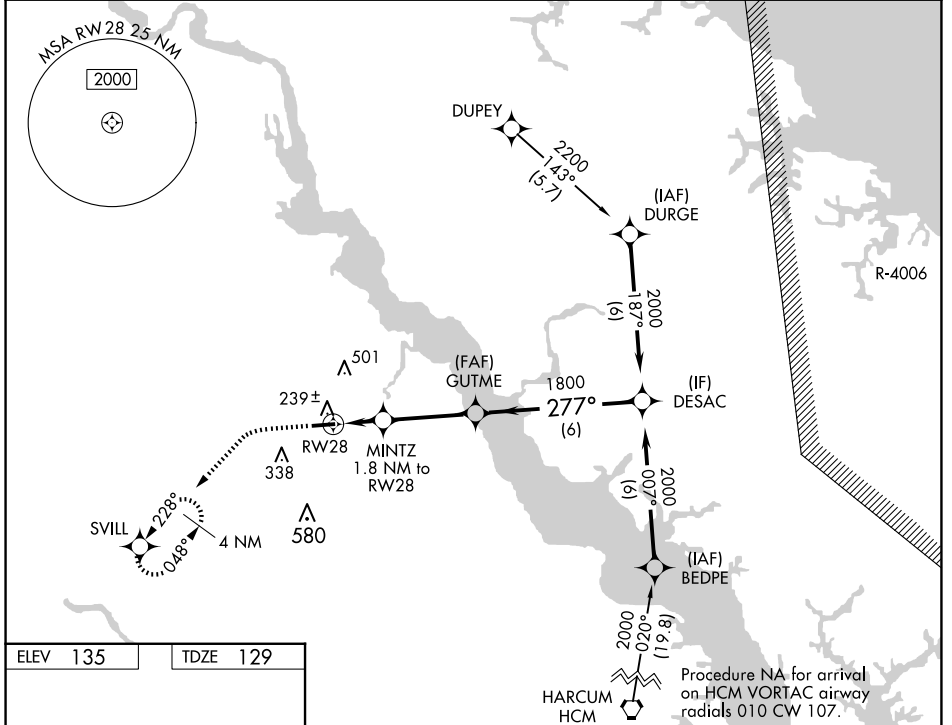 MSA RW 28 25 NM
2000
DUPEY
2200
143°
(5.7)
(IAF)
DURGE
R-4006
2000
187°
(6)
501
(FAF)
GUTME
1800
277°
(6)
(IF)
DESAC
239±
RW28
MINTZ
1.8 NM to
RW28
338
580
SVILL
228°
048°
4 NM
2000
007°
(6)
(IAF)
BEDPE
2000
020°
(19.8)
HARCUM
HCM
Procedure NA for arrival
on HCM VORTAC airway
radials 010 CW 107.
ELEV 135
TDZE 129